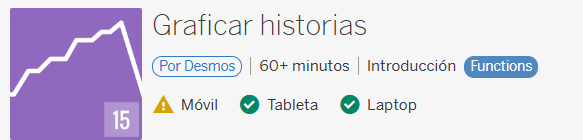 Graficar historias
Por Desmos 60+ minutos Introducción Functions
15 Móvil Tableta Laptop